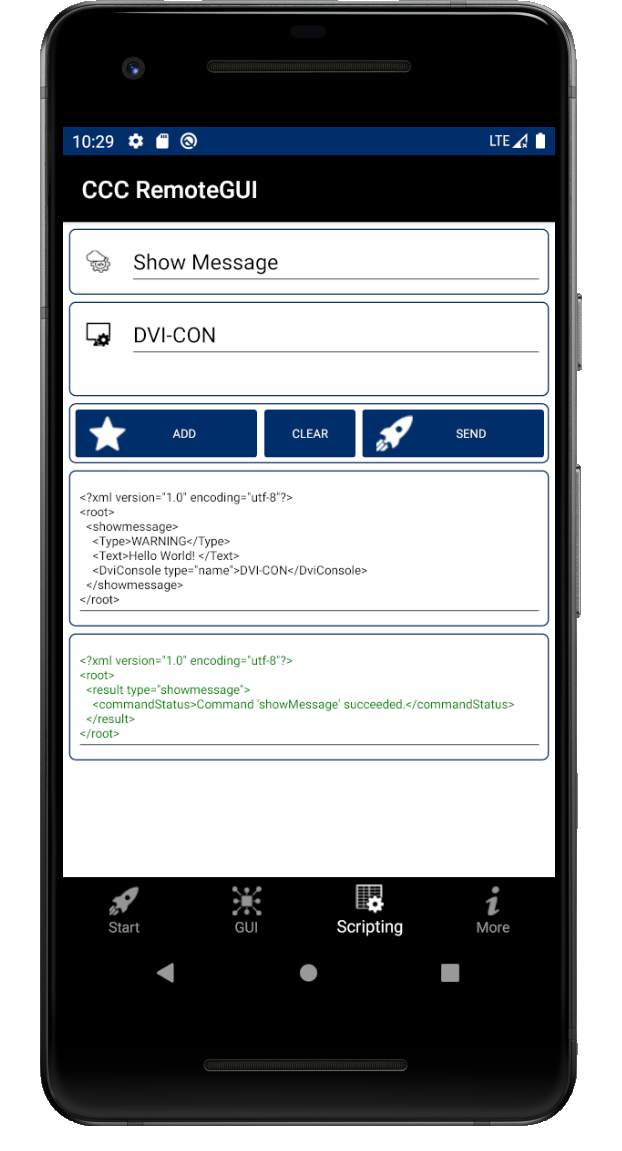 10:29 LTE
CCC RemoteGUI
Show Message
DVI-CON
ADD CLEAR SEND
<?xml version="1.0" encoding="utf-8"?>
<root>
  <showmessage>
    <Type>WARNING</Type>
    <Text>Hello World! </Text>
    <DviConsole type="name">DVI-CON</DviConsole>
  </showmessage>
</root>
<?xml version="1.0" encoding="utf-8"?>
<root>
  <result type="showmessage">
    <commandStatus>Command 'showMessage' succeeded.</commandStatus>
  </result>
</root>
Start GUI Scripting More